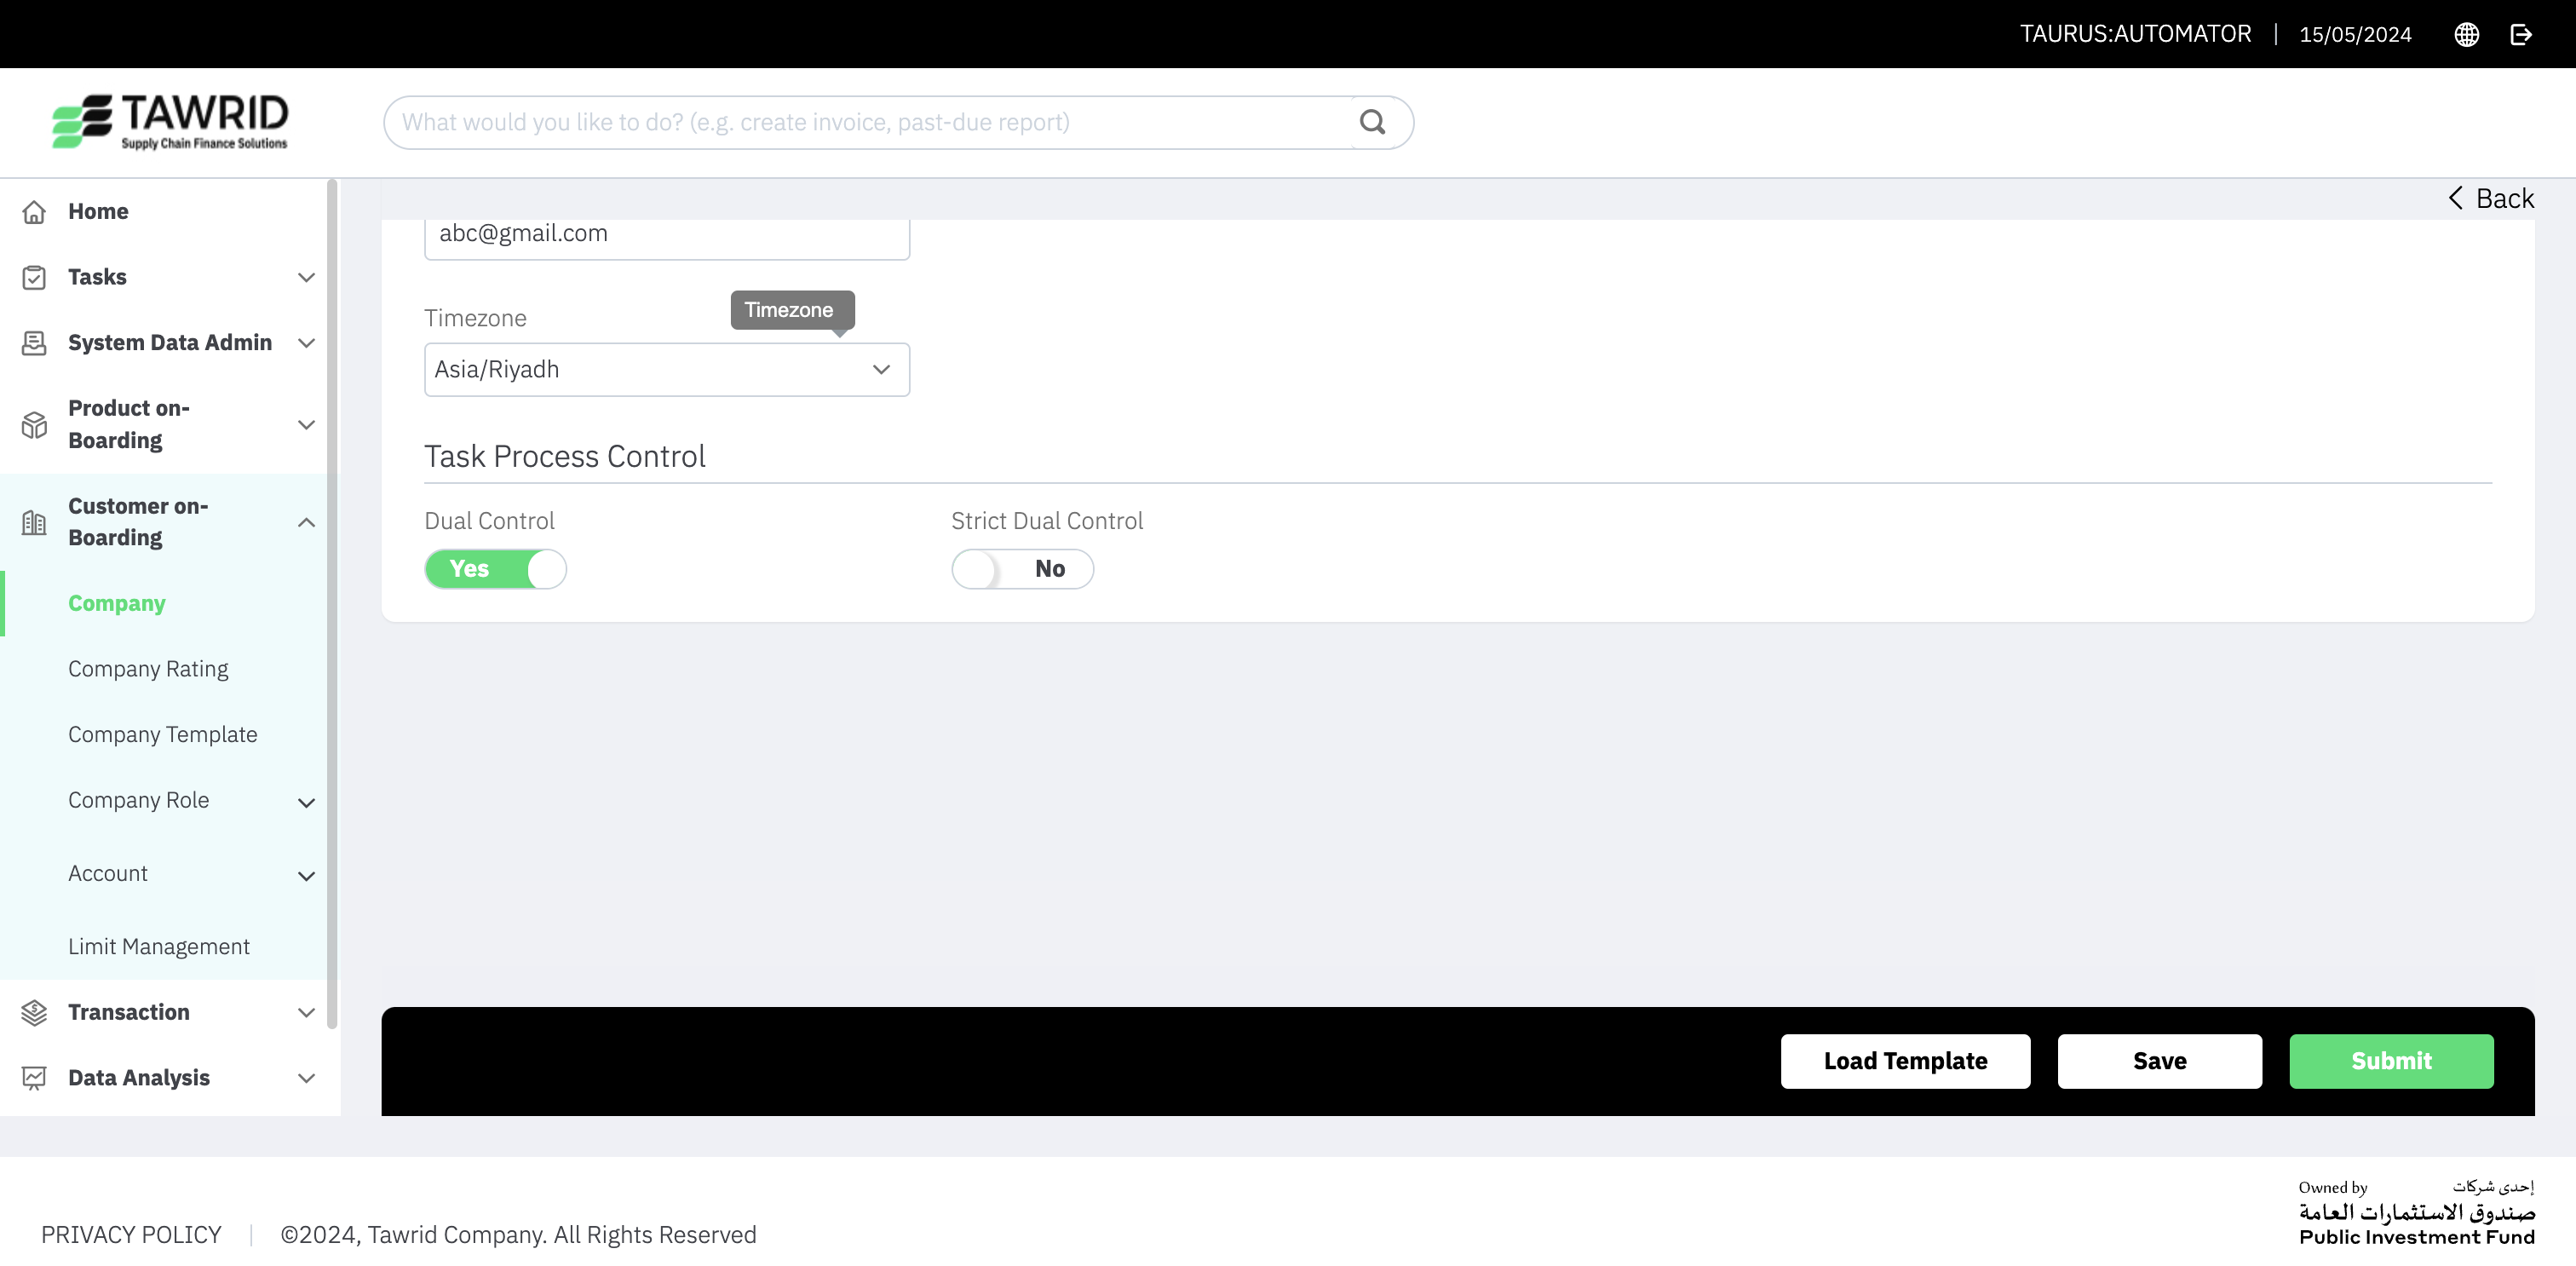 TAURUS:AUTOMATOR | 15/05/2024
TAWRID
Supply Chain Finance Solutions
What would you like to do? (e.g. create invoice, past-due report)
Back
Home
Tasks
System Data Admin
Product on-
Boarding
Customer on-
Boarding
Company
Company Rating
Company Template
Company Role
Account
Limit Management
Transaction
Data Analysis
abc@gmail.com
Timezone
Timezone
Asia/Riyadh
Task Process Control
Dual Control
Strict Dual Control
Yes
No
Load Template
Save
Submit
PRIVACY POLICY | ©2024, Tawrid Company. All Rights Reserved
Owned by
إحدى شركات
صندوق الاستثمارات العامة
Public Investment Fund